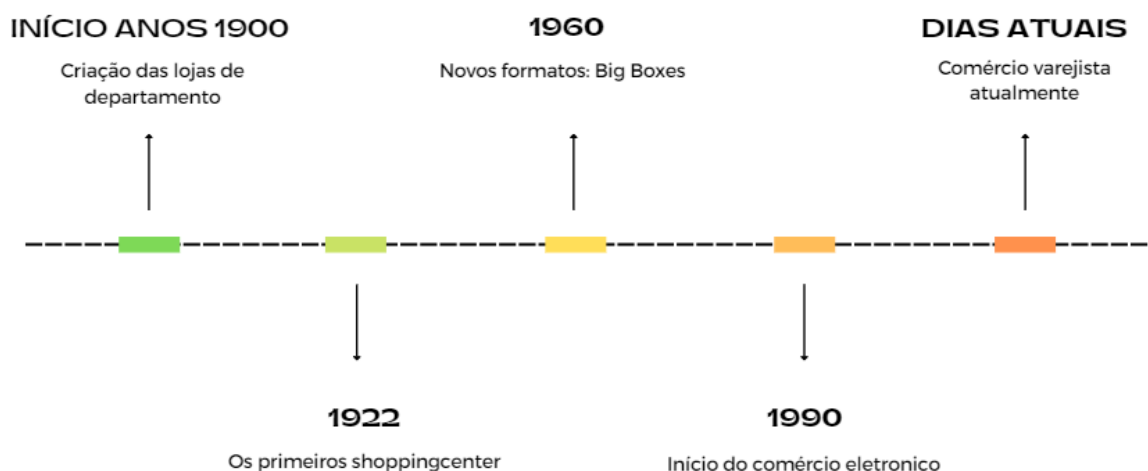 INÍCIO ANOS 1900
Criação das lojas de
departamento
1960
Novos formatos: Big Boxes
DIAS ATUAIS
Comércio varejista
atualmente
1922
Os primeiros shoppingcenter
1990
Início do comércio eletronico